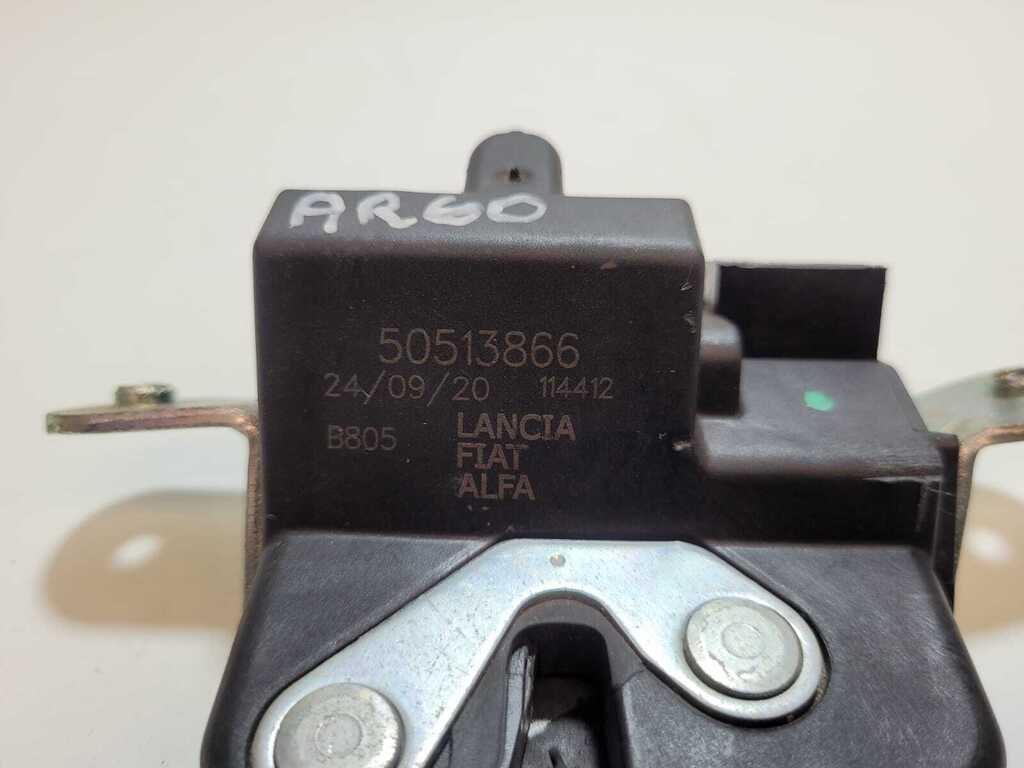 ARGO
50513866
24/09/20 114412
B805
LANCIA
FIAT
ALFA